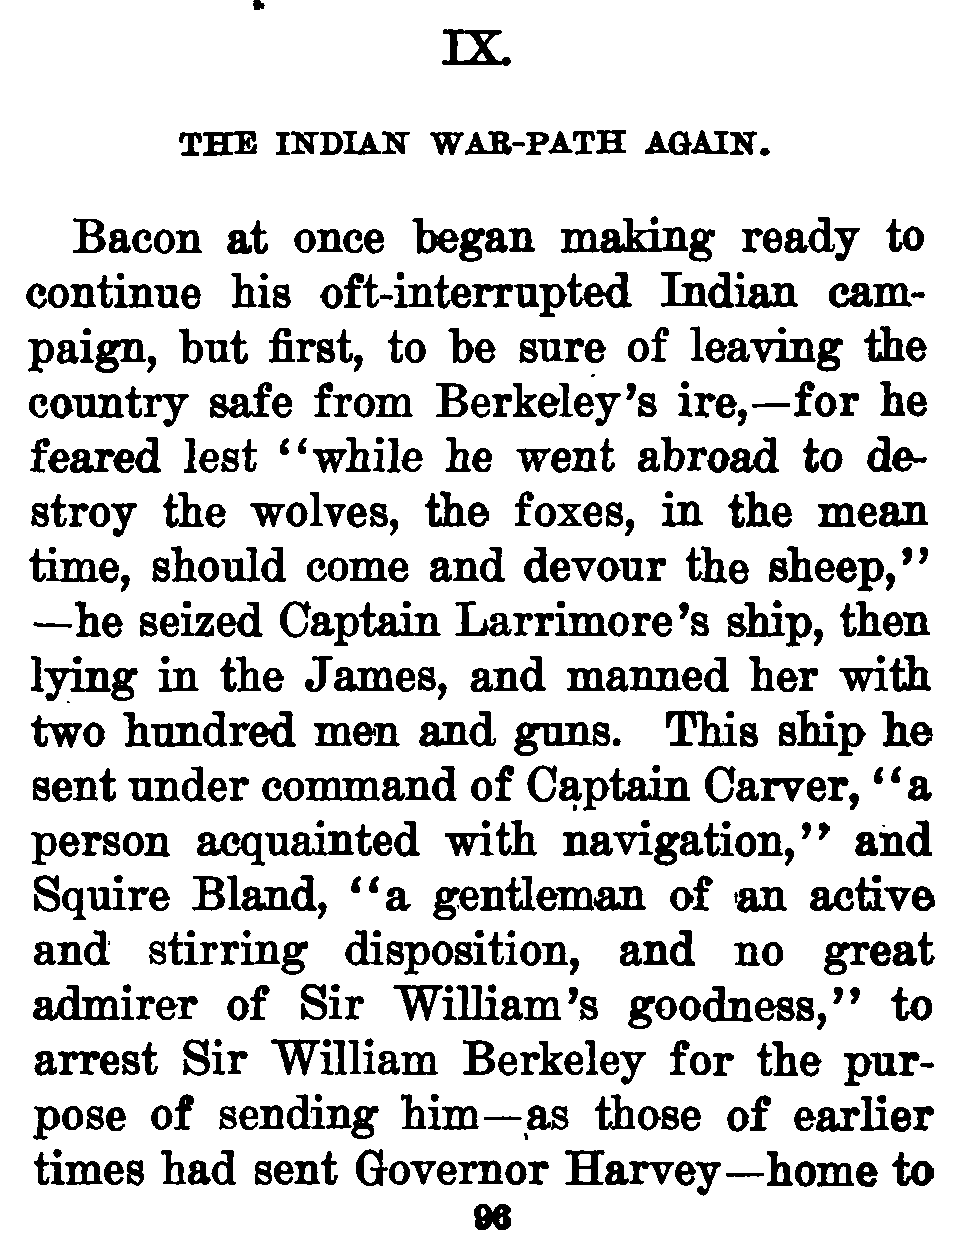 IX.
THE INDIAN WAR-PATH AGAIN.
Bacon at once began making ready to
continue his oft-interrupted Indian cam-
paign, but first, to be sure of leaving the
country safe from Berkeley's ire,—for he
feared lest "while he went abroad to de-
stroy the wolves, the foxes, in the mean
time, should come and devour the sheep,"
—he seized Captain Larrimore's ship, then
lying in the James, and manned her with
two hundred men and guns. This ship he
sent under command of Captain Carver, "a
person acquainted with navigation," and
Squire Bland, "a gentleman of an active
and stirring disposition, and no great
admirer of Sir William's goodness," to
arrest Sir William Berkeley for the pur-
pose of sending him—as those of earlier
times had sent Governor Harvey—home to
96